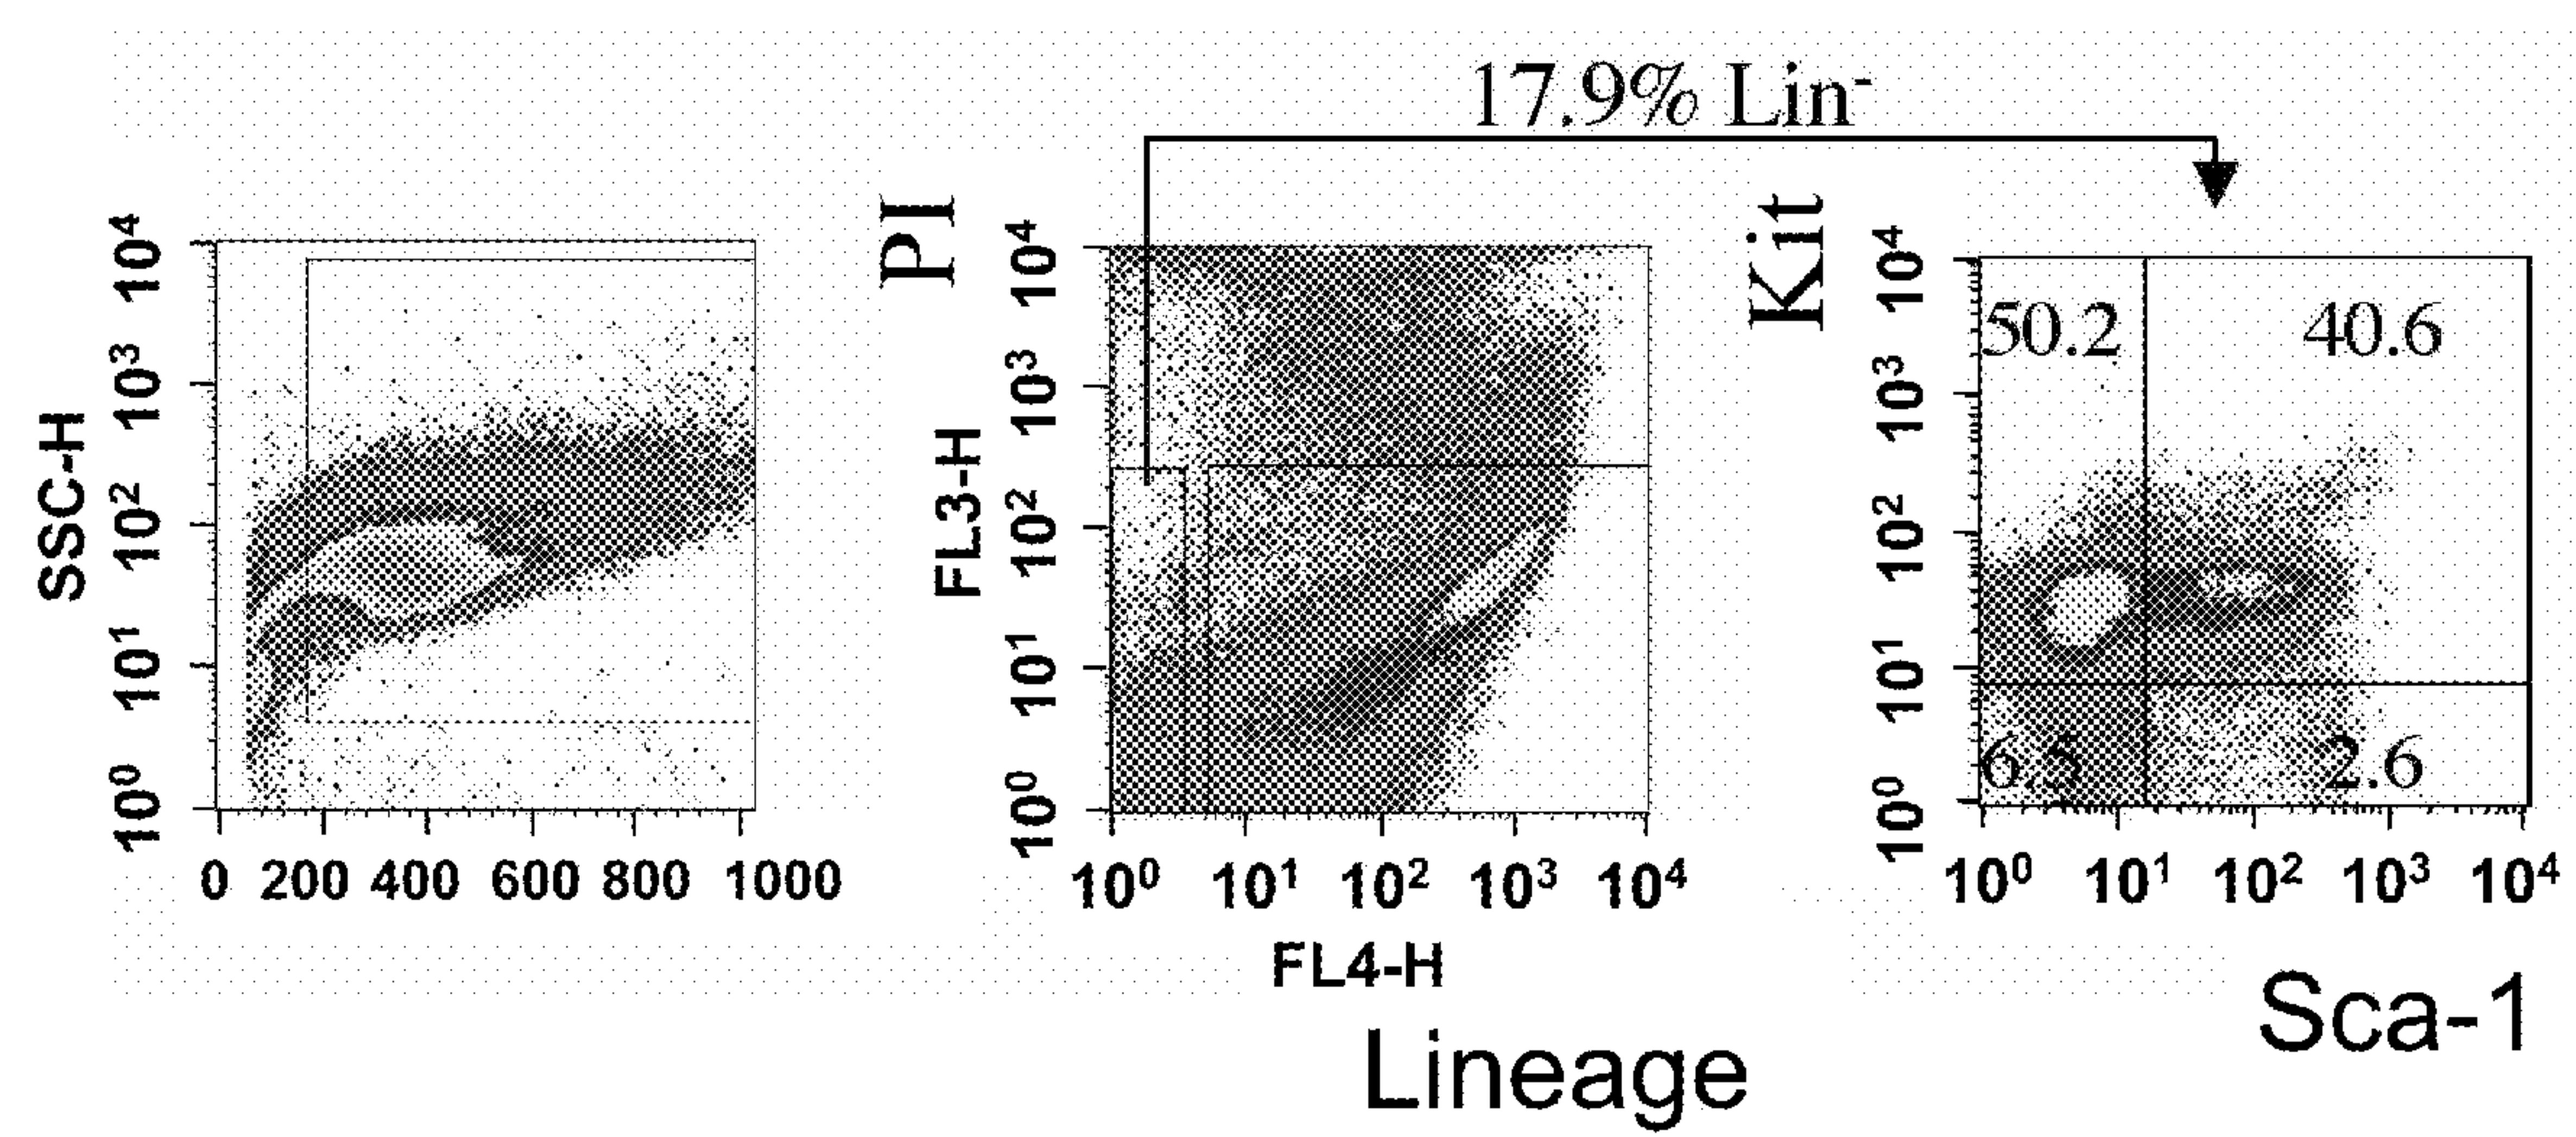 17.9% Lin⁻
SSC-H
10⁴
10³
10²
10¹
10⁰
0 200 400 600 800 1000
PI
FL3-H
10⁴
10³
10²
10¹
10⁰
10⁰ 10¹ 10² 10³ 10⁴
FL4-H
Lineage
Kit
10⁴
10³
10²
10¹
10⁰
50.2 40.6
6.5 2.6
10⁰ 10¹ 10² 10³ 10⁴
Sca-1